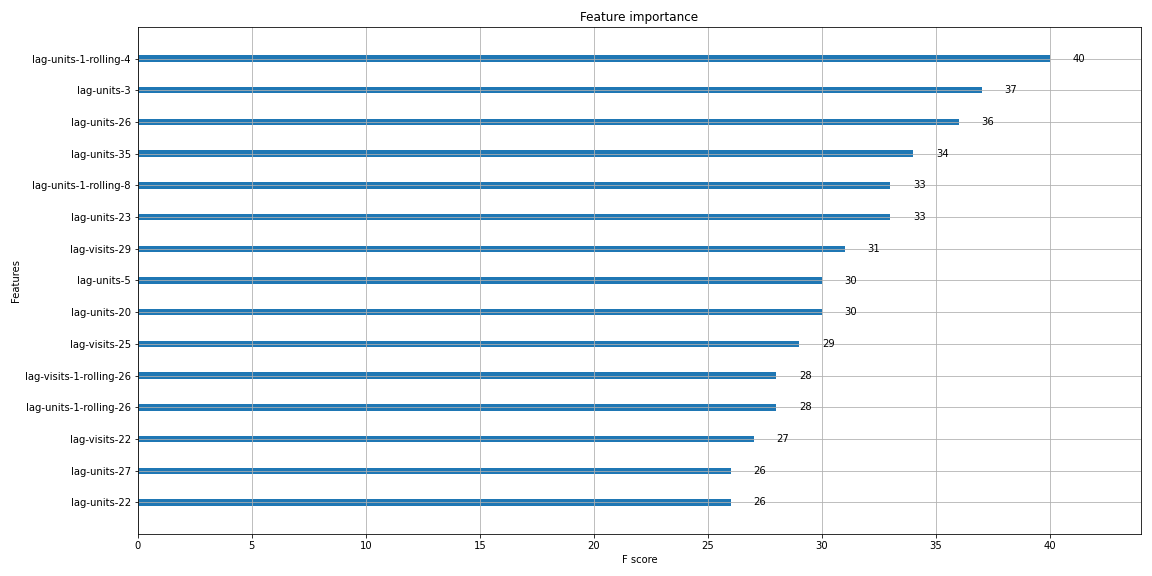 Feature importance
lag-units-1-rolling-4 40
lag-units-3 37
lag-units-26 36
lag-units-35 34
lag-units-1-rolling-8 33
lag-units-23 33
lag-visits-29 31
lag-units-5 30
lag-units-20 30
lag-visits-25 29
lag-visits-1-rolling-26 28
lag-units-1-rolling-26 28
lag-visits-22 27
lag-units-27 26
lag-units-22 26
Features
0 5 10 15 20 25 30 35 40
F score